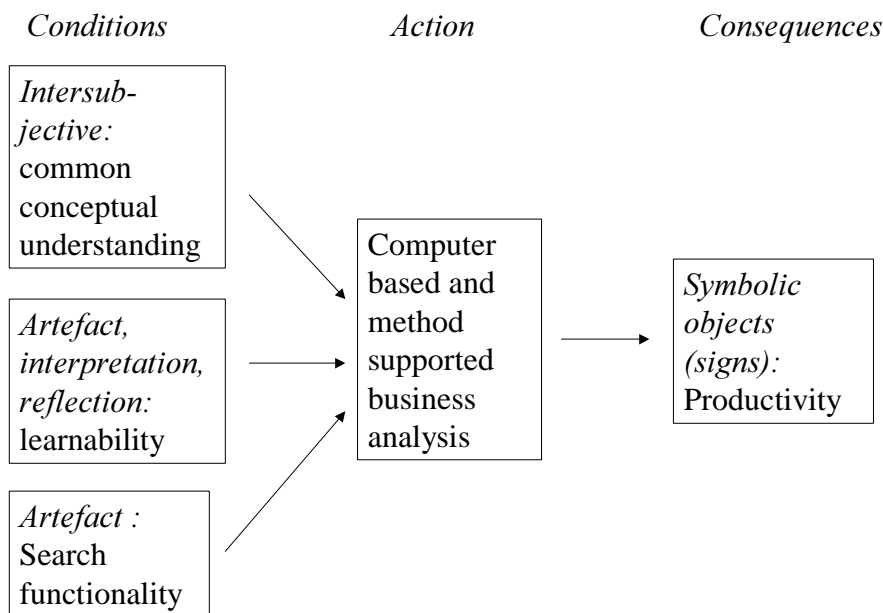 Conditions
Action
Consequences
Intersub-
jective:
common
conceptual
understanding
Artefact,
interpretation,
reflection:
learnability
Artefact :
Search
functionality
Computer
based and
method
supported
business
analysis
Symbolic
objects
(signs):
Productivity